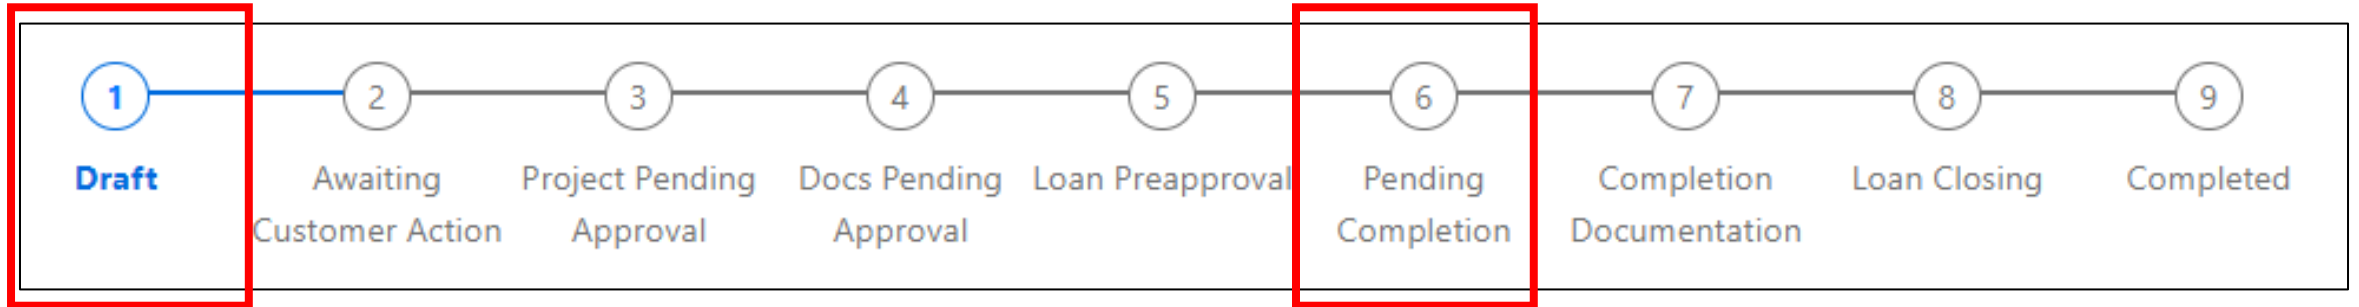 1 2 3 4 5 6 7 8 9
Draft Awaiting Project Pending Docs Pending Loan Preapproval Pending Completion Loan Closing Completed
Customer Action Approval Approval Completion Documentation